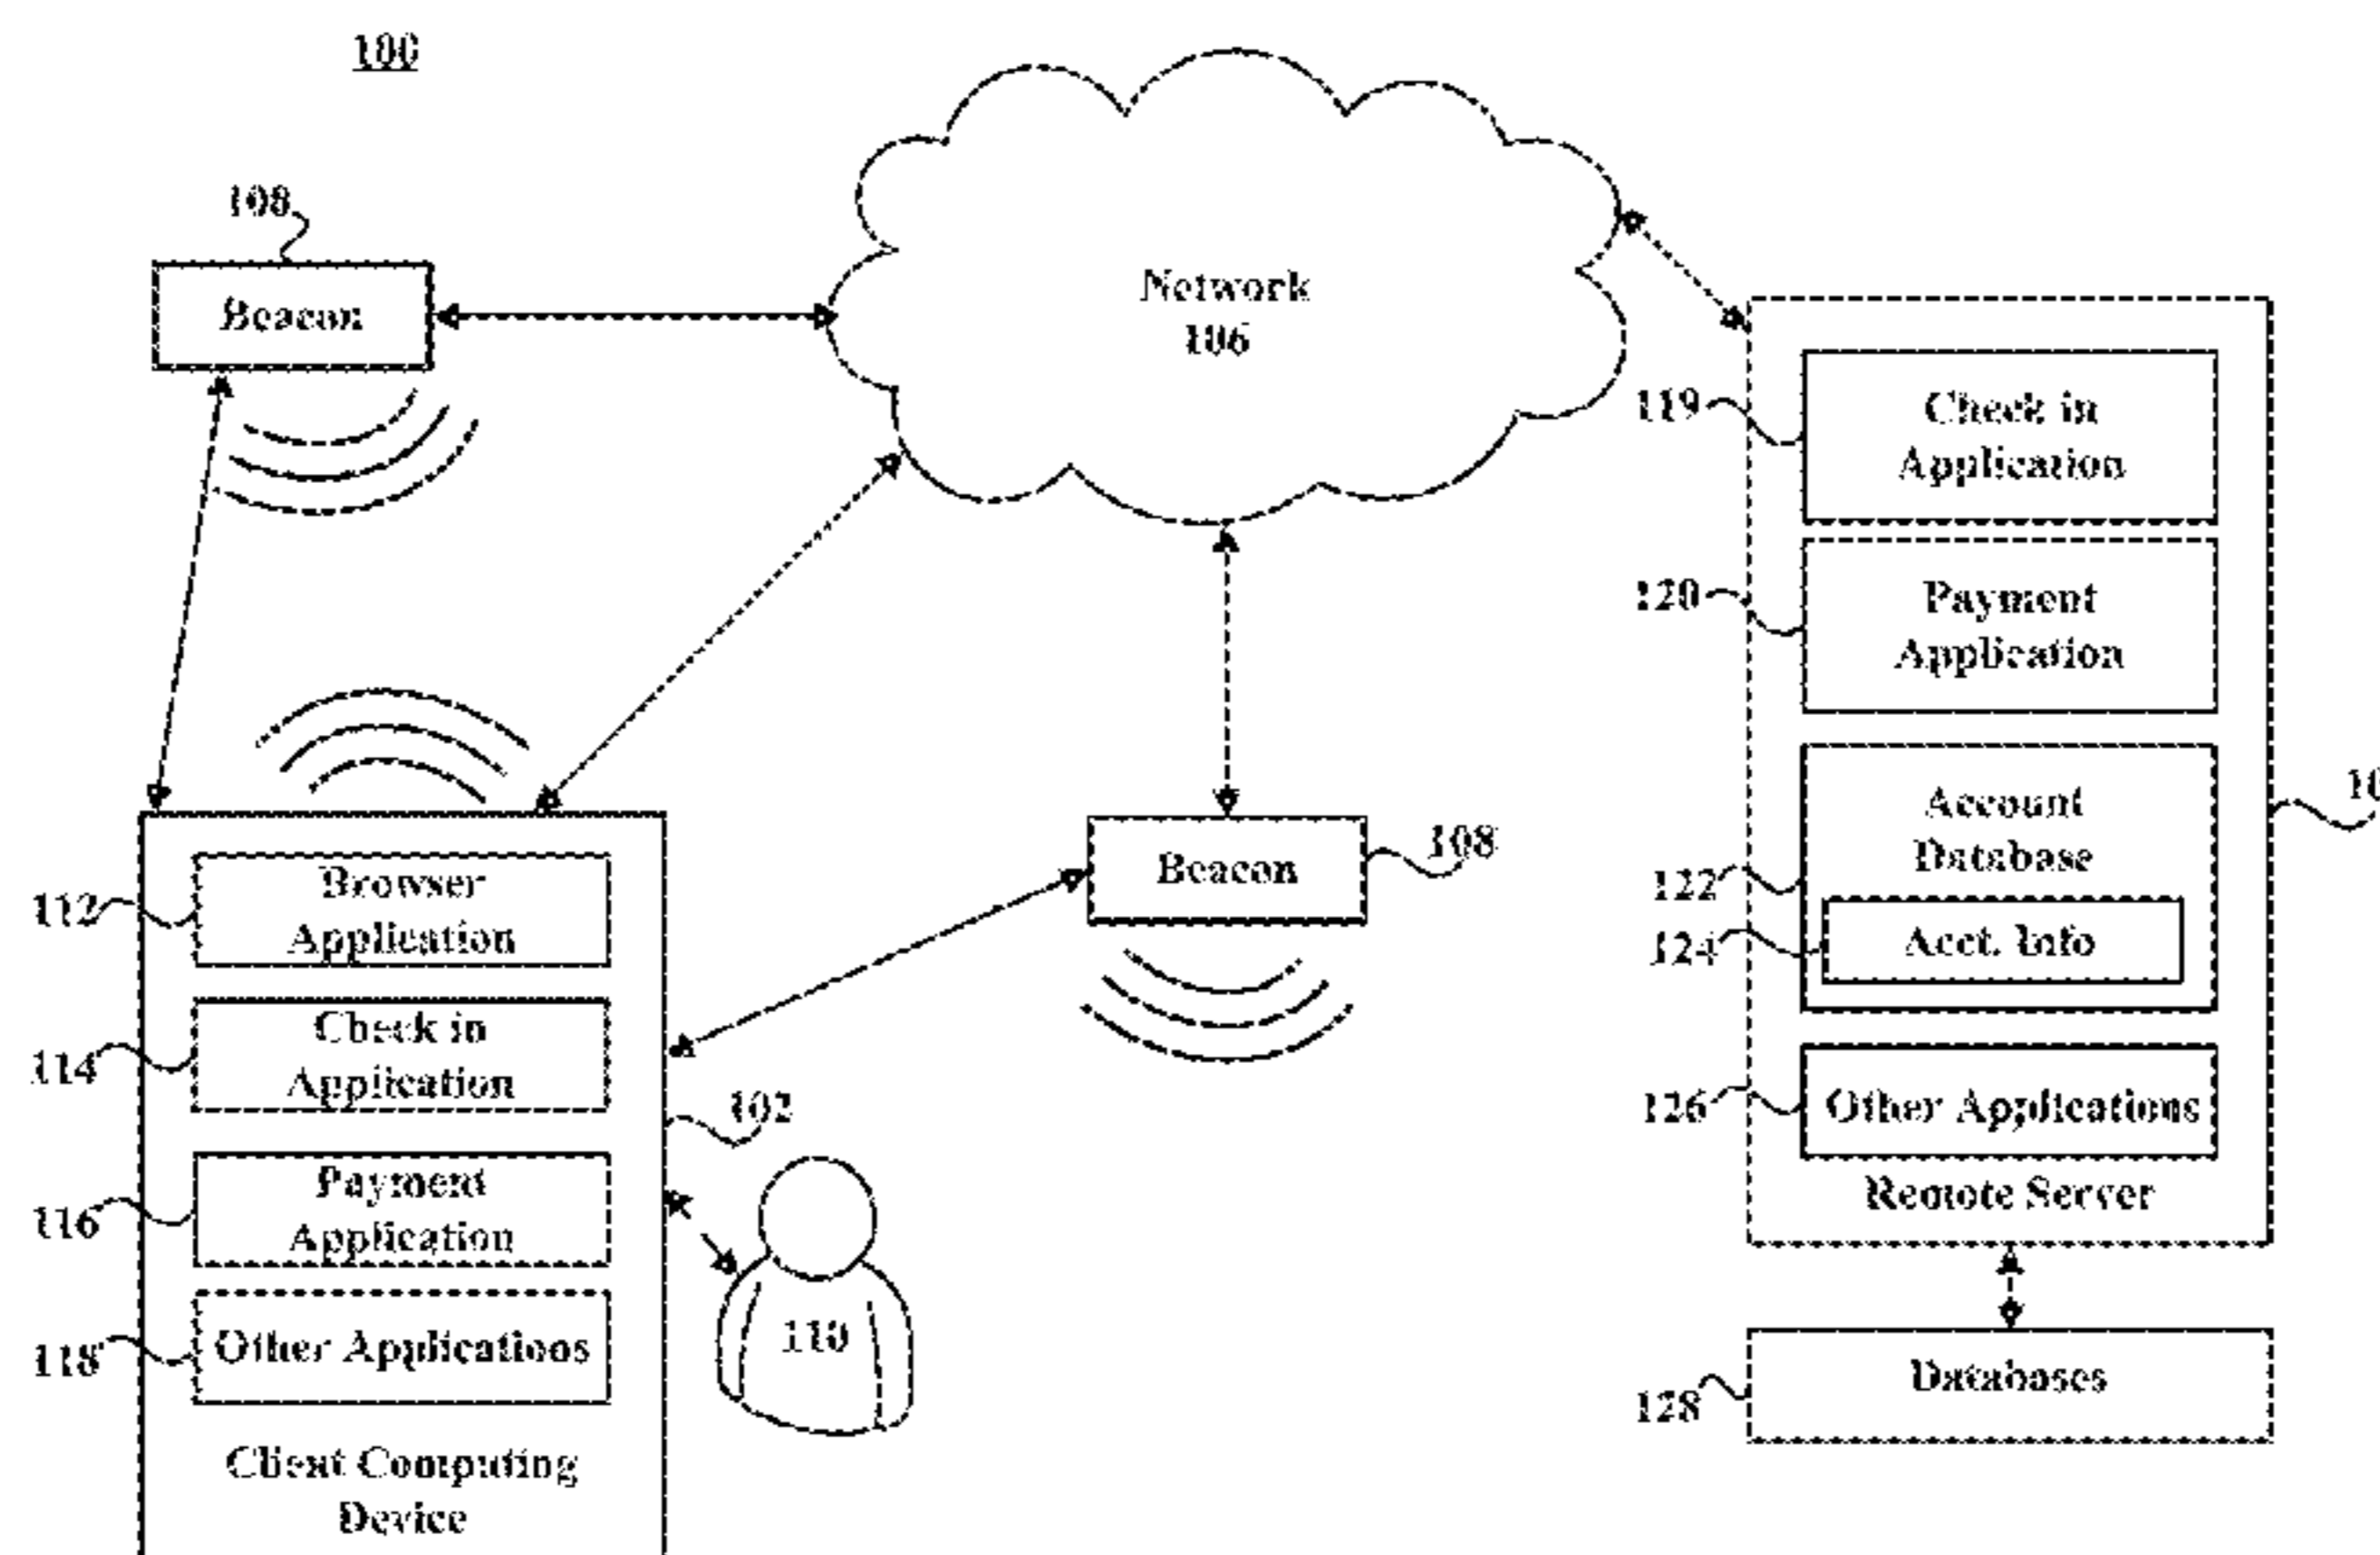 100
108
Beacon
Network
106
119
Check in
Application
120
Payment
Application
Account
Database
122
Acct. Info
124
10
126
Other Applications
Remote Server
128
Databases
Beacon
108
112
Browser
Application
114
Check in
Application
102
116
Payment
Application
110
118
Other Applications
Client Computing
Device